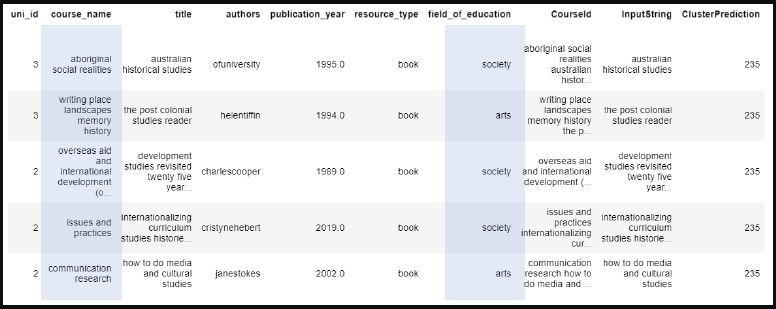 uni_id course_name title authors publication_year resource_type field_of_education CourseId InputString ClusterPrediction
3 aboriginal social realities australian historical studies ofuniversity 1995.0 book society aboriginal social realities australian histor... australian historical studies 235
3 writing place landscapes memory history the post colonial studies reader helentiffin 1994.0 book arts writing place landscapes memory history the p... the post colonial studies reader 235
2 overseas aid and international development (o... development studies revisited twenty five year... charlescooper 1989.0 book society overseas aid and international development (... development studies revisited twenty five year... 235
2 issues and practices internationalizing curriculum studies historie... cristynehebert 2019.0 book society issues and practices internationalizing cur... internationalizing curriculum studies historie... 235
2 communication research how to do media and cultural studies janestokes 2002.0 book arts communication research how to do media and ... how to do media and cultural studies 235